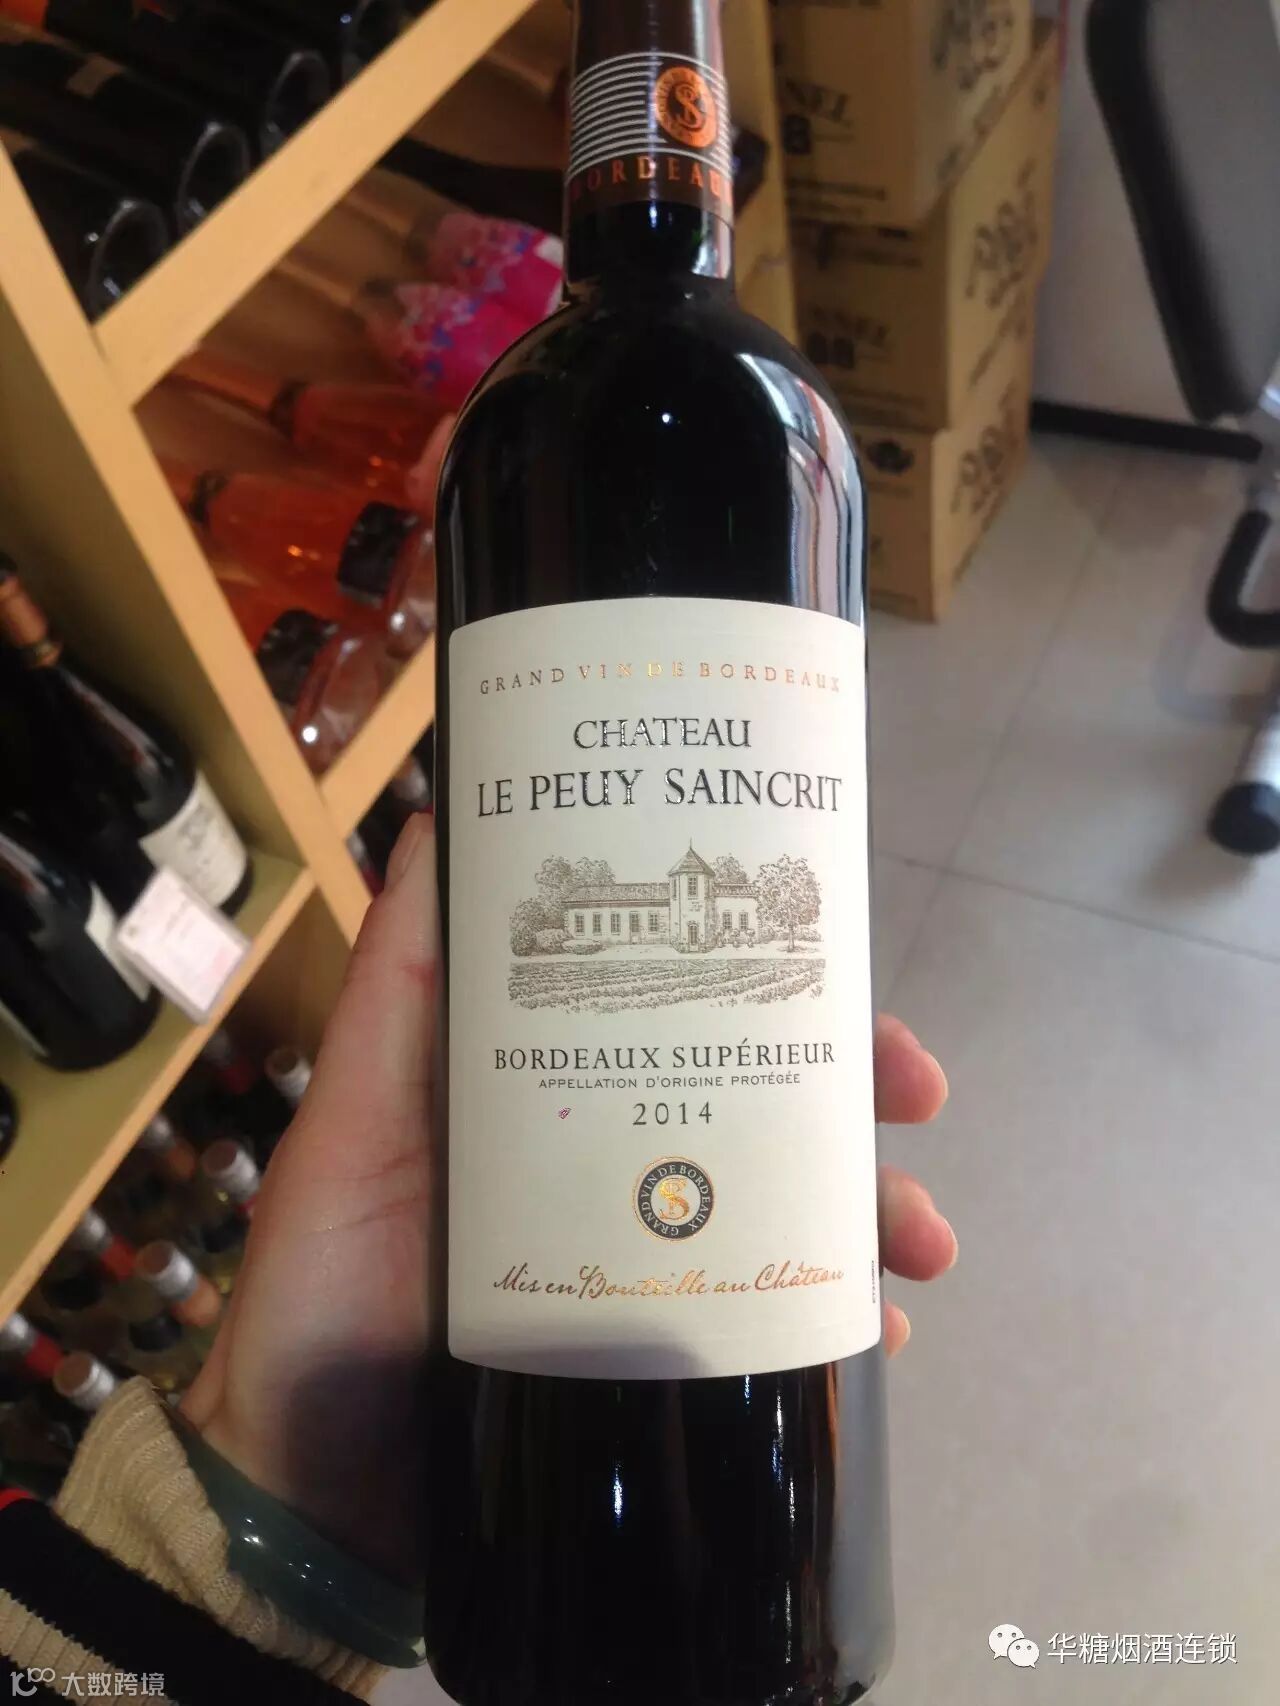 BORDEAUX
GRAND VIN DE BORDEAUX
CHATEAU
LE PEUY SAINCRIT
BORDEAUX SUPÉRIEUR
APPELLATION D'ORIGINE PROTÉGÉE
2014
GRAND VIN DE BORDEAUX
Mis en Bouteille au Château
华糖烟酒连锁
大数跨境